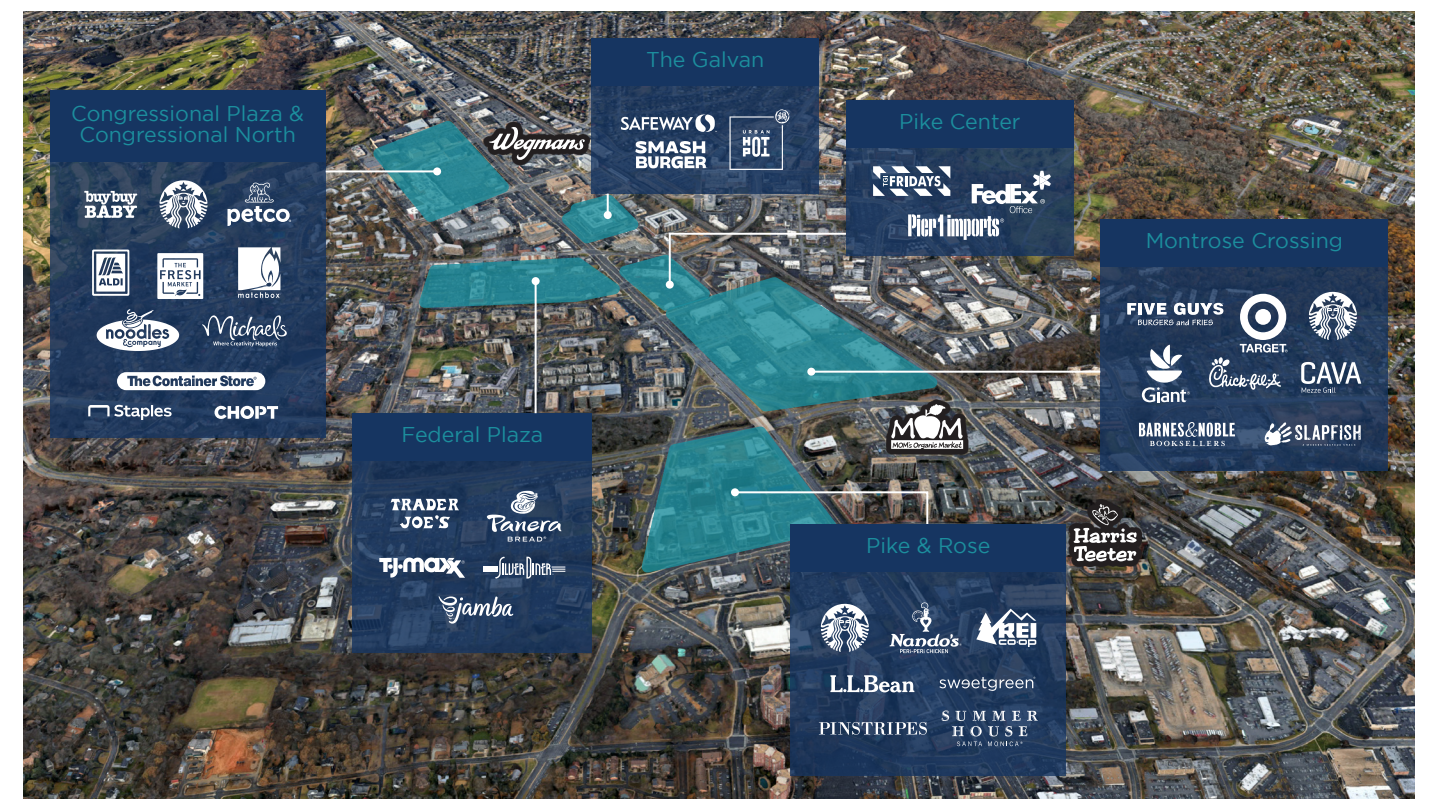 Congressional Plaza &
Congressional North
buybuy
BABY
petco
ALDI
THE
FRESH
MARKET
matchbox
noodles
& company
Michaels
Where Creativity Happens
The Container Store®
Staples
CHOPT
Wegmans
The Galvan
SAFEWAY
SMASH
BURGER
URBAN
HOT
POT
Pike Center
TGI
FRIDAYS
FedEx®
Office
Pier 1 imports®
Montrose Crossing
FIVE GUYS
BURGERS and FRIES
TARGET
Giant
Chick-fil-A
CAVA
Mezze Grill
BARNES & NOBLE
BOOKSELLERS
SLAPFISH
Federal Plaza
TRADER
JOE'S
Panera
BREAD®
T·J·maxx
SILVER DINER
jamba
MOM
MOM's Organic Market
Harris
Teeter
Pike & Rose
Nando's
PERi-PERi CHICKEN
REI
CO·OP
L.L.Bean
sweetgreen
PINSTRIPES
SUMMER
HOUSE
SANTA MONICA®